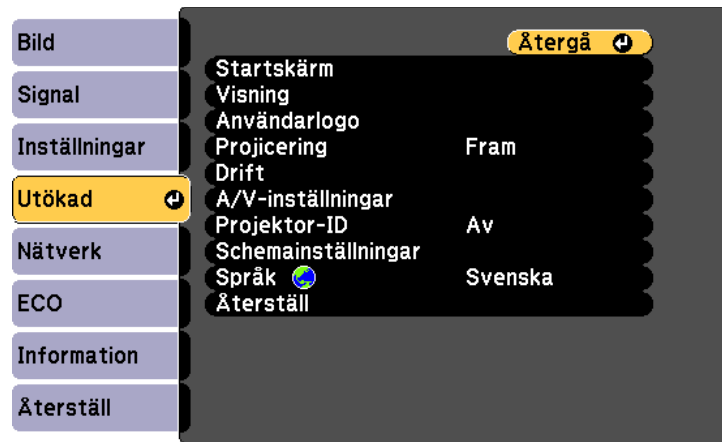 Bild
Signal
Inställningar
Utökad
Nätverk
ECO
Information
Återställ
Återgå
Startskärm
Visning
Användarlogo
Projicering Fram
Drift
A/V-inställningar
Projektor-ID Av
Schemainställningar
Språk Svenska
Återställ